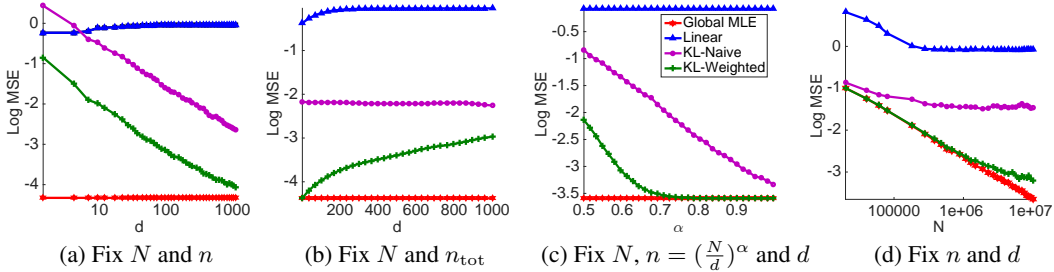 Log MSE
0
-1
-2
-3
-4
10
100
1000
d
(a) Fix N and n
Log MSE
-1
-2
-3
-4
200
400
600
800
1000
d
(b) Fix N and n_tot
Log MSE
-0.5
-1
-1.5
-2
-2.5
-3
-3.5
0.5
0.6
0.7
0.8
0.9
α
Global MLE
Linear
KL-Naive
KL-Weighted
(c) Fix N, n = (N/d)^α and d
Log MSE
0
-1
-2
-3
100000
1e+06
1e+07
N
(d) Fix n and d